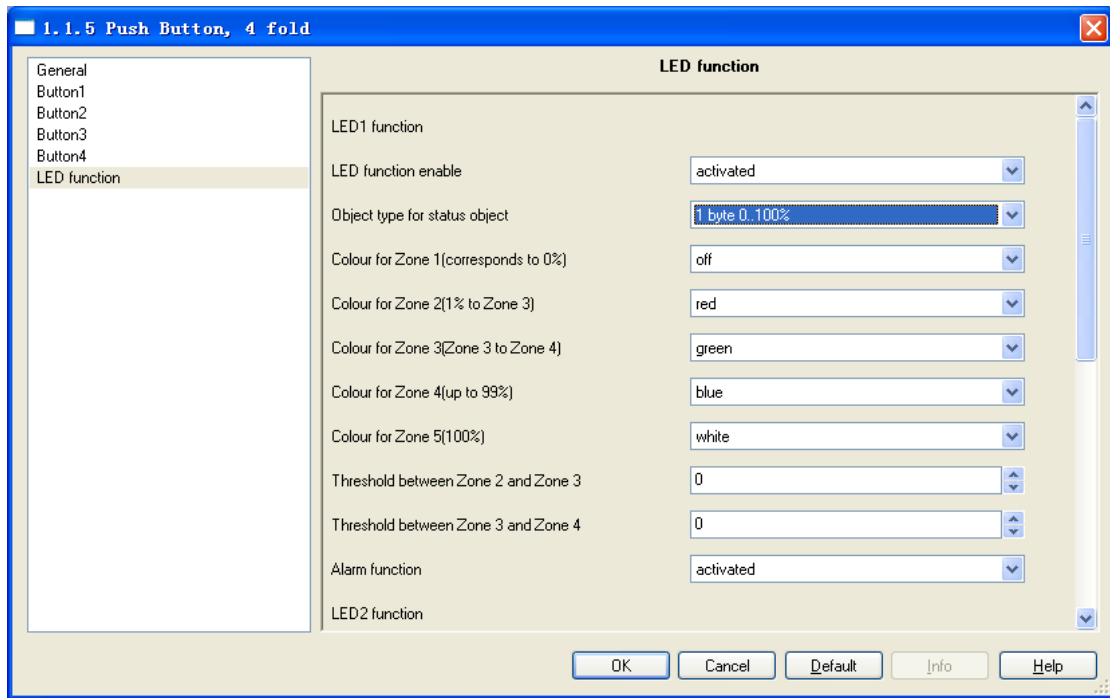 1.1.5 Push Button, 4 fold
General
Button1
Button2
Button3
Button4
LED function
LED function
LED1 function
LED function enable activated
Object type for status object 1 byte 0..100%
Colour for Zone 1(corresponds to 0%) off
Colour for Zone 2(1% to Zone 3) red
Colour for Zone 3(Zone 3 to Zone 4) green
Colour for Zone 4(up to 99%) blue
Colour for Zone 5(100%) white
Threshold between Zone 2 and Zone 3 0
Threshold between Zone 3 and Zone 4 0
Alarm function activated
LED2 function
OK Cancel Default Info Help